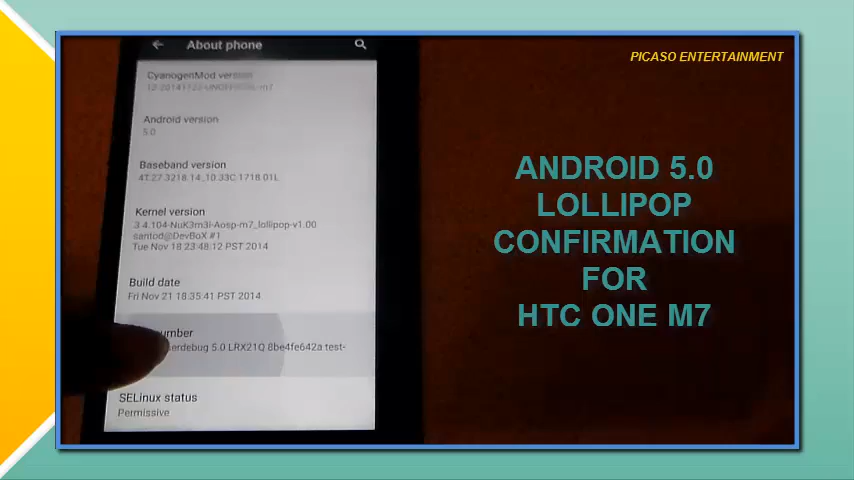 About phone
CyanogenMod version
Android version
5.0
Baseband version
4T.27.3218.14_10.33C.1718.01L
Kernel version
3.4.104-NuK3m3l-Aosp-m7_lollipop-v1.00
santod@DevBoX #1
Tue Nov 18 23:48:12 PST 2014
Build date
Fri Nov 21 18:35:41 PST 2014
number
5.0 LRX21Q 8be4fe642a test-
SELinux status
Permissive
PICASO ENTERTAINMENT
ANDROID 5.0
LOLLIPOP
CONFIRMATION
FOR
HTC ONE M7